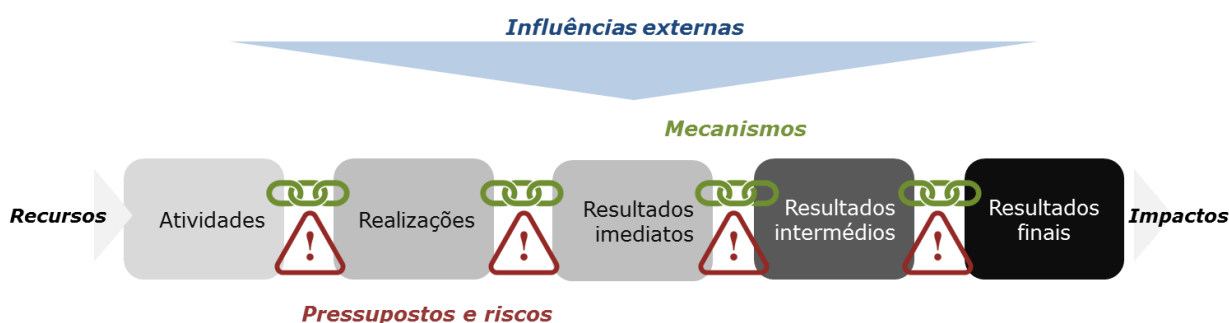 Influências externas
Mecanismos
Recursos
Atividades
Realizações
Resultados
imediatos
Resultados
intermédios
Resultados
finais
Impactos
Pressupostos e riscos